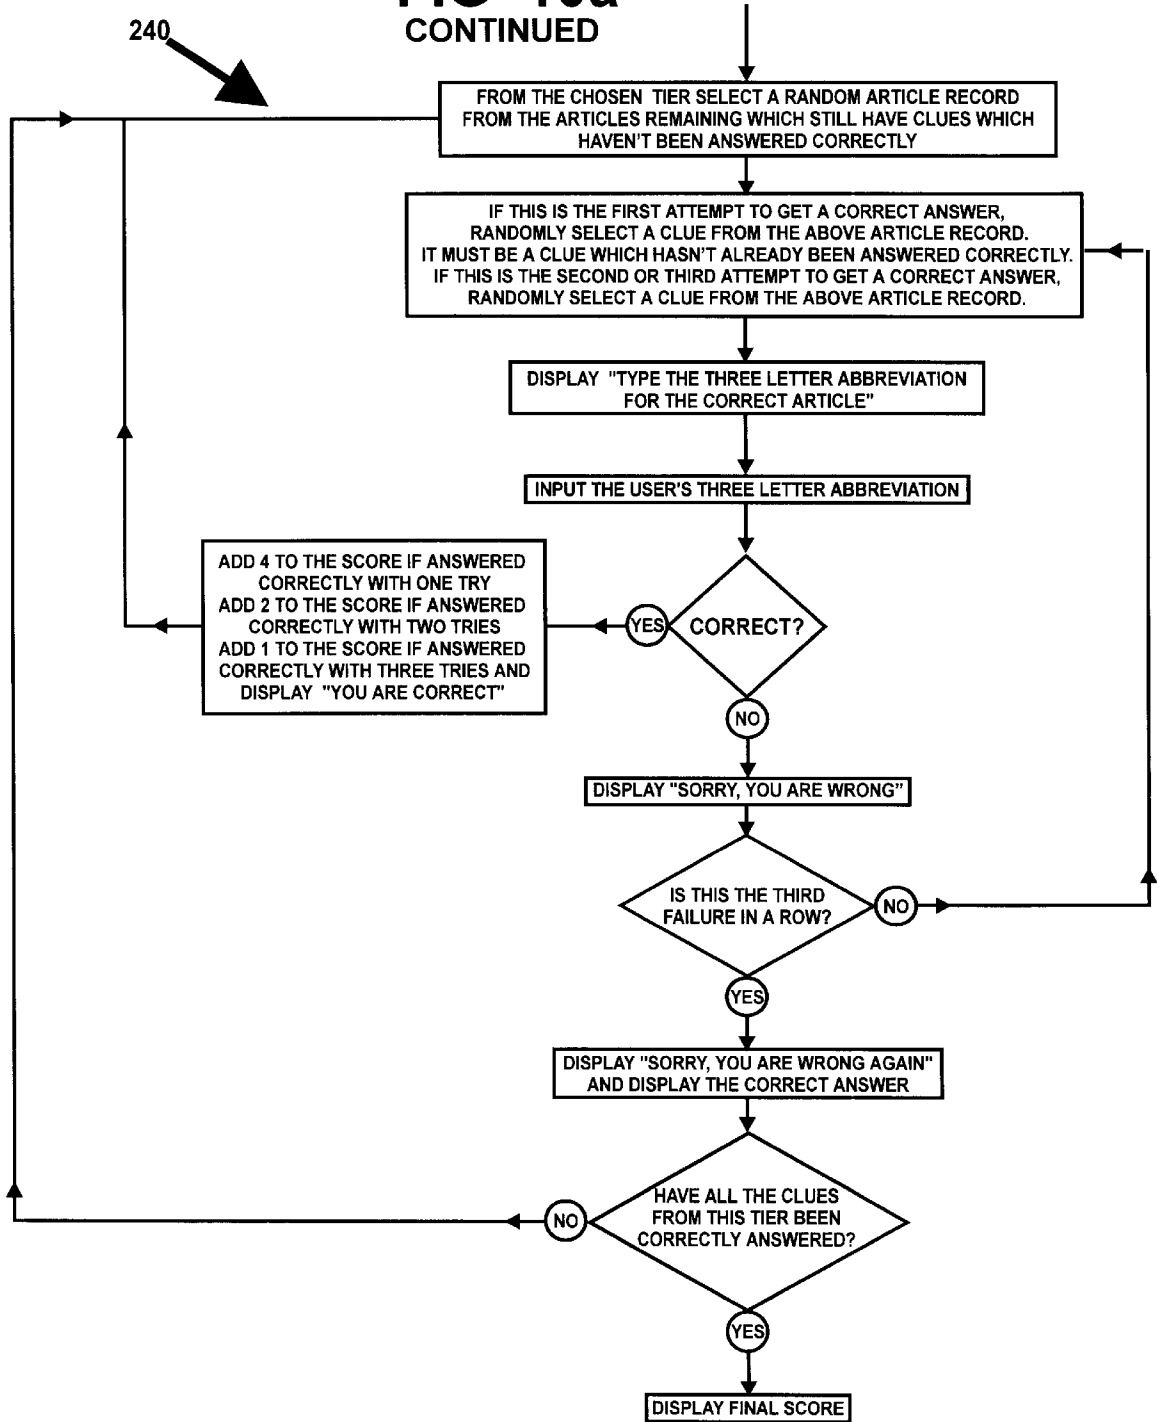 CONTINUED
240
FROM THE CHOSEN TIER SELECT A RANDOM ARTICLE RECORD
FROM THE ARTICLES REMAINING WHICH STILL HAVE CLUES WHICH
HAVEN'T BEEN ANSWERED CORRECTLY
IF THIS IS THE FIRST ATTEMPT TO GET A CORRECT ANSWER,
RANDOMLY SELECT A CLUE FROM THE ABOVE ARTICLE RECORD.
IT MUST BE A CLUE WHICH HASN'T ALREADY BEEN ANSWERED CORRECTLY.
IF THIS IS THE SECOND OR THIRD ATTEMPT TO GET A CORRECT ANSWER,
RANDOMLY SELECT A CLUE FROM THE ABOVE ARTICLE RECORD.
DISPLAY "TYPE THE THREE LETTER ABBREVIATION
FOR THE CORRECT ARTICLE"
INPUT THE USER'S THREE LETTER ABBREVIATION
CORRECT?
YES
ADD 4 TO THE SCORE IF ANSWERED
CORRECTLY WITH ONE TRY
ADD 2 TO THE SCORE IF ANSWERED
CORRECTLY WITH TWO TRIES
ADD 1 TO THE SCORE IF ANSWERED
CORRECTLY WITH THREE TRIES AND
DISPLAY "YOU ARE CORRECT"
NO
DISPLAY "SORRY, YOU ARE WRONG"
IS THIS THE THIRD
FAILURE IN A ROW?
NO
YES
DISPLAY "SORRY, YOU ARE WRONG AGAIN"
AND DISPLAY THE CORRECT ANSWER
HAVE ALL THE CLUES
FROM THIS TIER BEEN
CORRECTLY ANSWERED?
NO
YES
DISPLAY FINAL SCORE